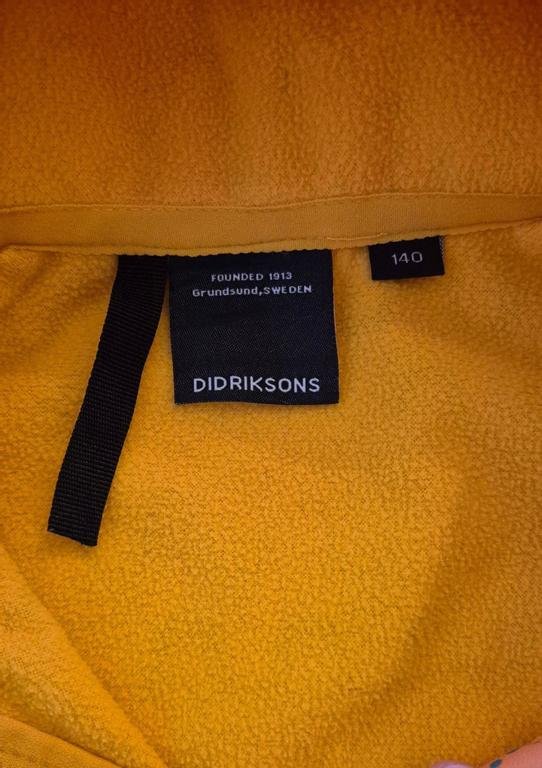 FOUNDED 1913
Grundsund,SWEDEN
DIDRIKSONS
140